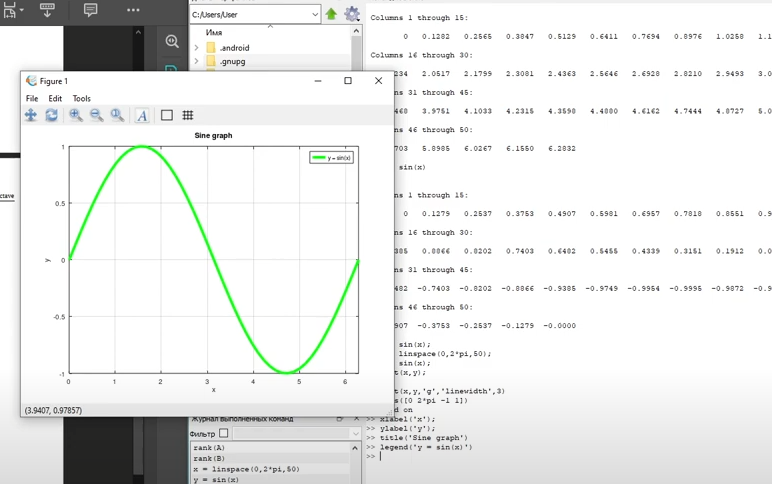 C:/Users/User
Имя
.android
.gnupg
ctave
Figure 1
File Edit Tools
Sine graph
y = sin(x)
1
0.5
0
-0.5
-1
y
0 1 2 3 4 5 6
x
(3.9407, 0.97857)
Журнал выполненных команд
Фильтр
rank(A)
rank(B)
x = linspace(0,2*pi,50)
y = sin(x)
Columns 1 through 15:
0 0.1282 0.2565 0.3847 0.5129 0.6411 0.7694 0.8976 1.0258 1.1
Columns 16 through 30:
234 2.0517 2.1799 2.3081 2.4363 2.5646 2.6928 2.8210 2.9493 3.0
ns 31 through 45:
468 3.9751 4.1033 4.2315 4.3598 4.4880 4.6162 4.7444 4.8727 5.0
ns 46 through 50:
703 5.8985 6.0267 6.1550 6.2832
sin(x)
ns 1 through 15:
0 0.1279 0.2537 0.3753 0.4907 0.5981 0.6957 0.7818 0.8551 0.9
ns 16 through 30:
385 0.8866 0.8202 0.7403 0.6482 0.5455 0.4339 0.3151 0.1912 0.0
ns 31 through 45:
482 -0.7403 -0.8202 -0.8866 -0.9385 -0.9749 -0.9954 -0.9995 -0.9872 -0.9
ns 46 through 50:
907 -0.3753 -0.2537 -0.1279 -0.0000
sin(x);
linspace(0,2*pi,50);
sin(x);
t(x,y);
t(x,y,'g','linewidth',3)
s([0 2*pi -1 1])
d on
>> xlabel('x');
>> ylabel('y');
>> title('Sine graph')
>> legend('y = sin(x)')
>>